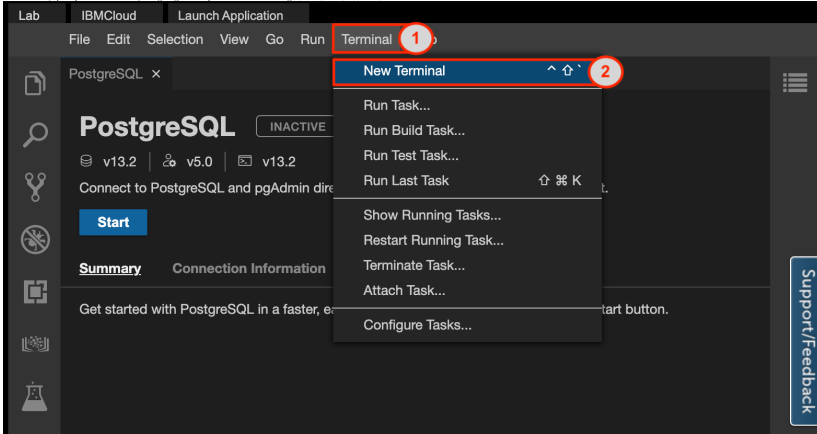 Lab IBMCloud Launch Application
File Edit Selection View Go Run Terminal 1
PostgreSQL ×
New Terminal ^ ⇧ ` 2
Run Task...
Run Build Task...
Run Test Task...
Run Last Task ⇧ ⌘ K
Show Running Tasks...
Restart Running Task...
Terminate Task...
Attach Task...
Configure Tasks...
PostgreSQL INACTIVE
v13.2 v5.0 v13.2
Connect to PostgreSQL and pgAdmin dire t.
Start
Summary Connection Information
Get started with PostgreSQL in a faster, ea tart button.
Support/Feedback